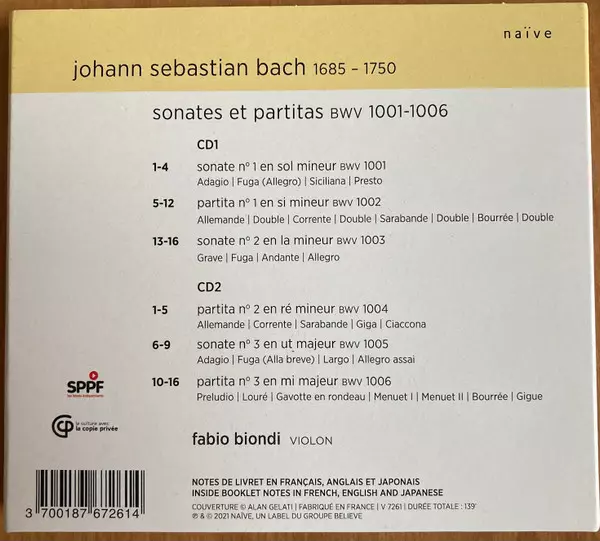 naïve
johann sebastian bach 1685 – 1750
sonates et partitas BWV 1001-1006
CD1
1-4 sonate nº 1 en sol mineur BWV 1001
Adagio | Fuga (Allegro) | Siciliana | Presto
5-12 partita nº 1 en si mineur BWV 1002
Allemande | Double | Corrente | Double | Sarabande | Double | Bourrée | Double
13-16 sonate nº 2 en la mineur BWV 1003
Grave | Fuga | Andante | Allegro
CD2
1-5 partita nº 2 en ré mineur BWV 1004
Allemande | Corrente | Sarabande | Giga | Ciaccona
6-9 sonate nº 3 en ut majeur BWV 1005
Adagio | Fuga (Alla breve) | Largo | Allegro assai
10-16 partita nº 3 en mi majeur BWV 1006
Preludio | Louré | Gavotte en rondeau | Menuet I | Menuet II | Bourrée | Gigue
SPPF
la culture avec
la copie privée
fabio biondi VIOLON
NOTES DE LIVRET EN FRANÇAIS, ANGLAIS ET JAPONAIS
INSIDE BOOKLET NOTES IN FRENCH, ENGLISH AND JAPANESE
COUVERTURE © ALAN GELATI | FABRIQUÉ EN FRANCE | V 7261 | DURÉE TOTALE : 139'
℗ & © 2021 NAÏVE, UN LABEL DU GROUPE BELIEVE
3 700187 672614